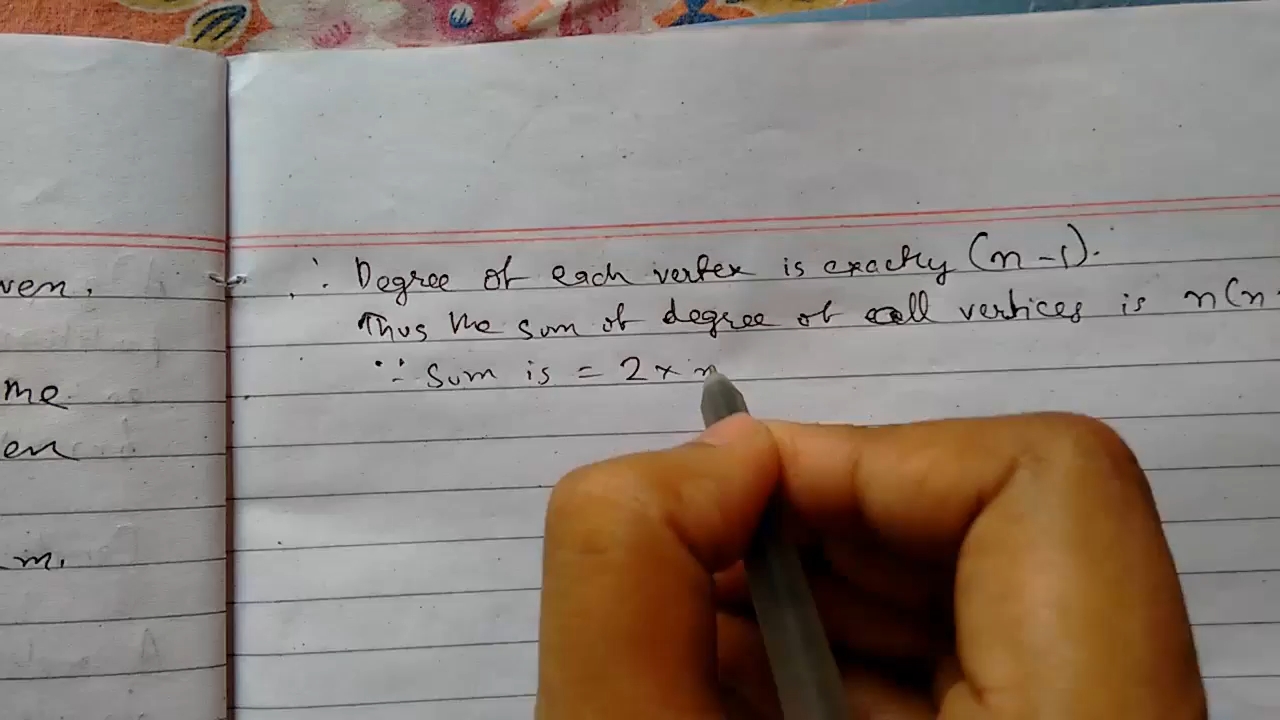 ven.
me
en
m.
∴ Degree of each vertex is exactly (n-1).
Thus the sum of degree of all vertices is n(n-
∵ Sum is = 2 × n